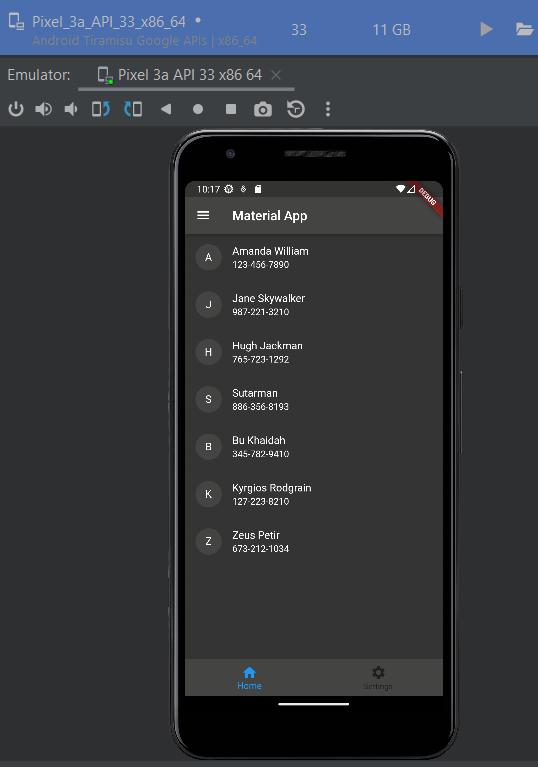 Pixel_3a_API_33_x86_64
33
11 GB
Android Tiramisu Google APIs | x86_64
Emulator:
Pixel 3a API 33 x86 64
10:17
DEBUG
Material App
A
Amanda William
123-456-7890
J
Jane Skywalker
987-221-3210
H
Hugh Jackman
765-723-1292
S
Sutarman
886-356-8193
B
Bu Khaidah
345-782-9410
K
Kyrgios Rodgrain
127-223-8210
Z
Zeus Petir
673-212-1034
Home
Settings